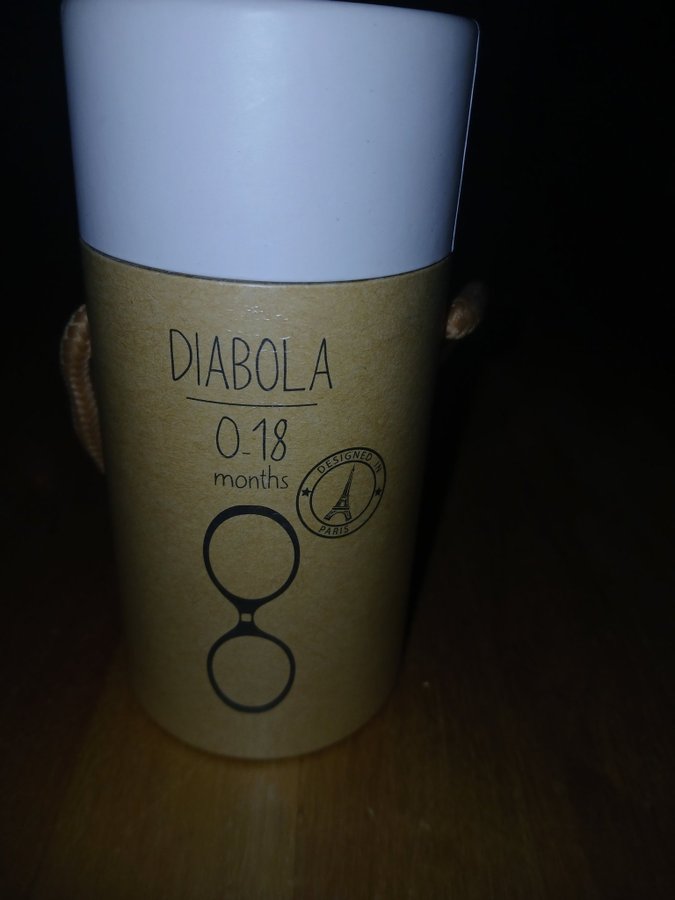 DIABOLA
0-18
months
DESIGNED IN
PARIS